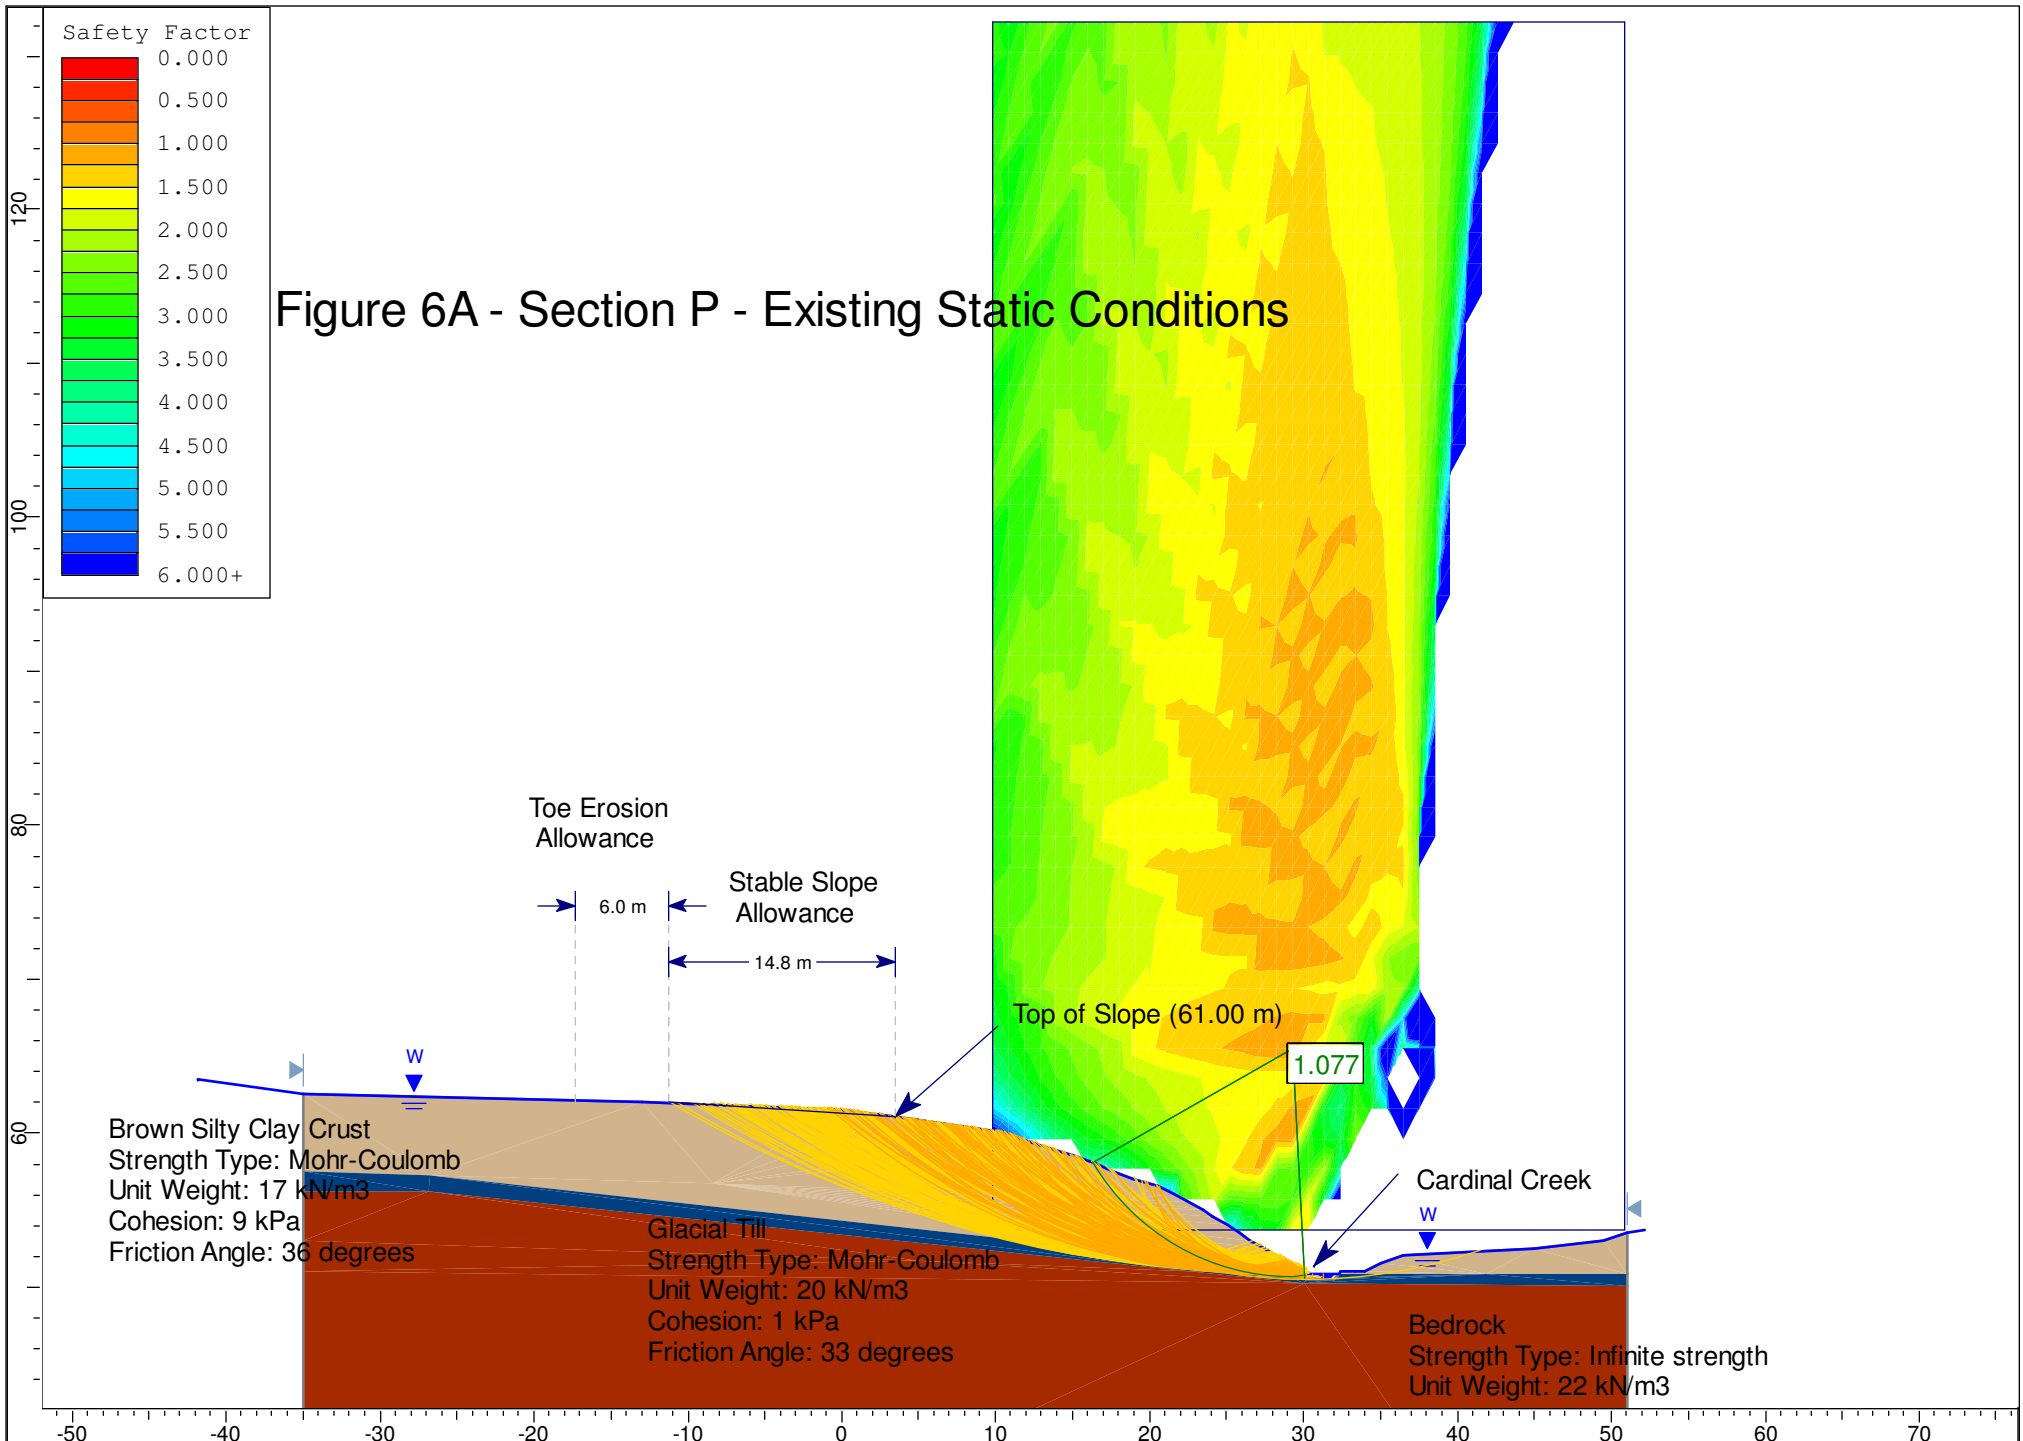 Safety Factor
0.000
0.500
1.000
1.500
2.000
2.500
3.000
3.500
4.000
4.500
5.000
5.500
6.000+
Figure 6A - Section P - Existing Static Conditions
120
100
80
60
Toe Erosion
Allowance
6.0 m
Stable Slope
Allowance
14.8 m
Top of Slope (61.00 m)
1.077
W
Brown Silty Clay Crust
Strength Type: Mohr-Coulomb
Unit Weight: 17 kN/m3
Cohesion: 9 kPa
Friction Angle: 36 degrees
Glacial Till
Strength Type: Mohr-Coulomb
Unit Weight: 20 kN/m3
Cohesion: 1 kPa
Friction Angle: 33 degrees
Cardinal Creek
W
Bedrock
Strength Type: Infinite strength
Unit Weight: 22 kN/m3
-50 -40 -30 -20 -10 0 10 20 30 40 50 60 70